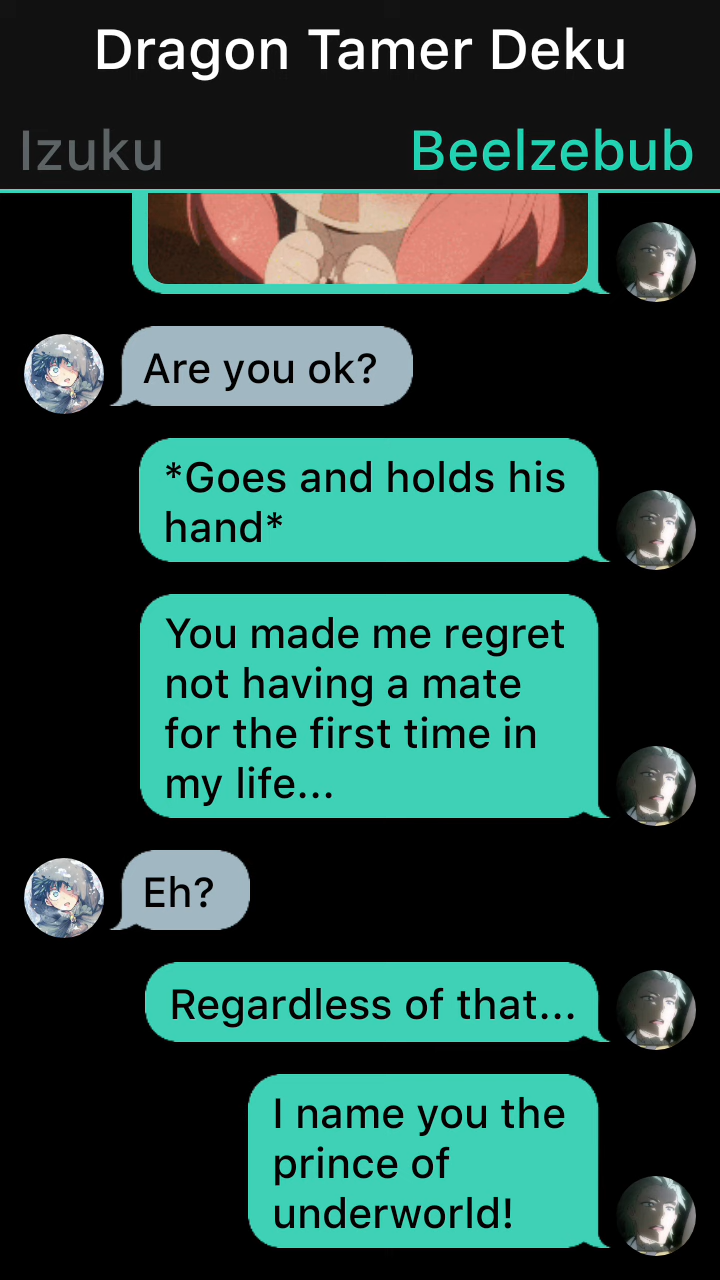 Dragon Tamer Deku
Izuku
Beelzebub
Are you ok?
*Goes and holds his
hand*
You made me regret
not having a mate
for the first time in
my life...
Eh?
Regardless of that...
I name you the
prince of
underworld!